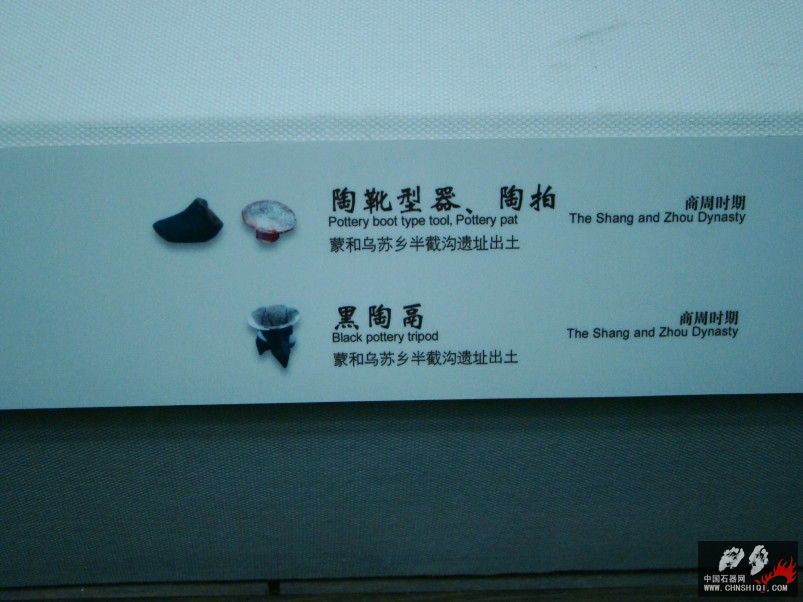 陶靴型器、陶拍 商周时期
Pottery boot type tool, Pottery pat The Shang and Zhou Dynasty
蒙和乌苏乡半截沟遗址出土
黑陶鬲 商周时期
Black pottery tripod The Shang and Zhou Dynasty
蒙和乌苏乡半截沟遗址出土
中国石器网
WWW.CHNSHIQI.COM